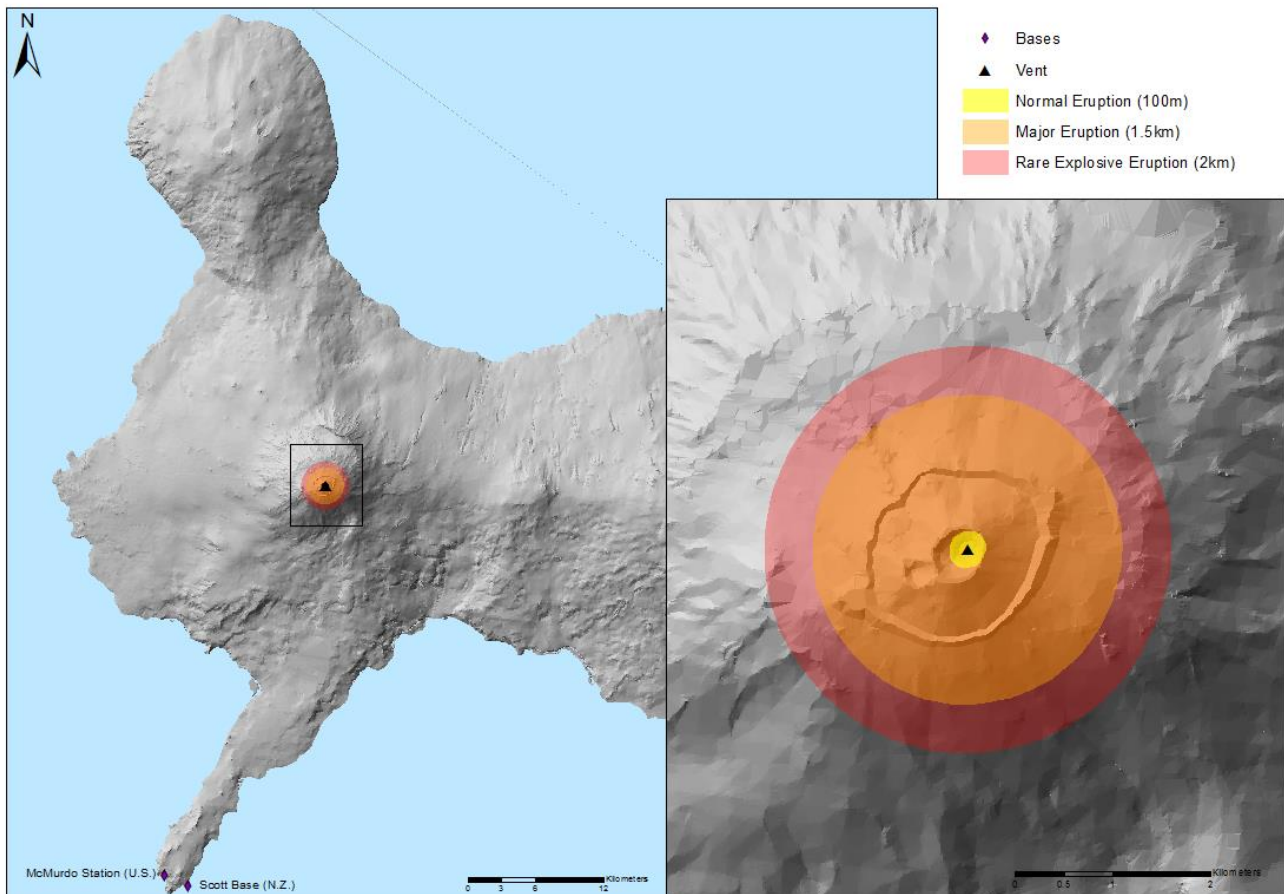 N
Bases
Vent
Normal Eruption (100m)
Major Eruption (1.5km)
Rare Explosive Eruption (2km)
McMurdo Station (U.S.)
Scott Base (N.Z.)
0 3 6 12 Kilometers
0 0.5 1 2 Kilometers